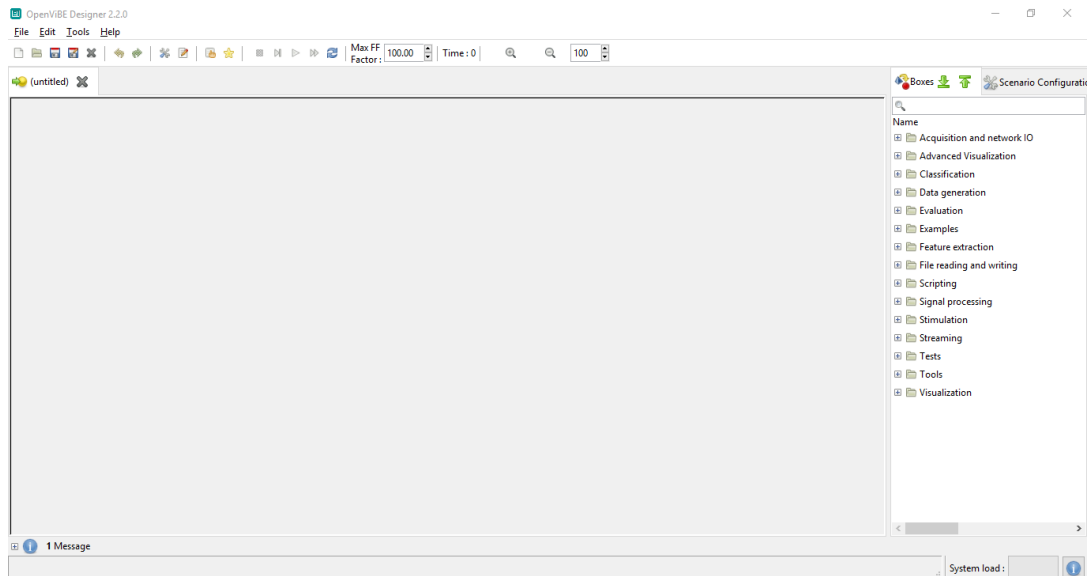 OpenViBE Designer 2.2.0
File Edit Tools Help
Max FF Factor : 100.00 Time : 0 100
(untitled)
Boxes Scenario Configuratio
Name
Acquisition and network IO
Advanced Visualization
Classification
Data generation
Evaluation
Examples
Feature extraction
File reading and writing
Scripting
Signal processing
Stimulation
Streaming
Tests
Tools
Visualization
1 Message
System load :